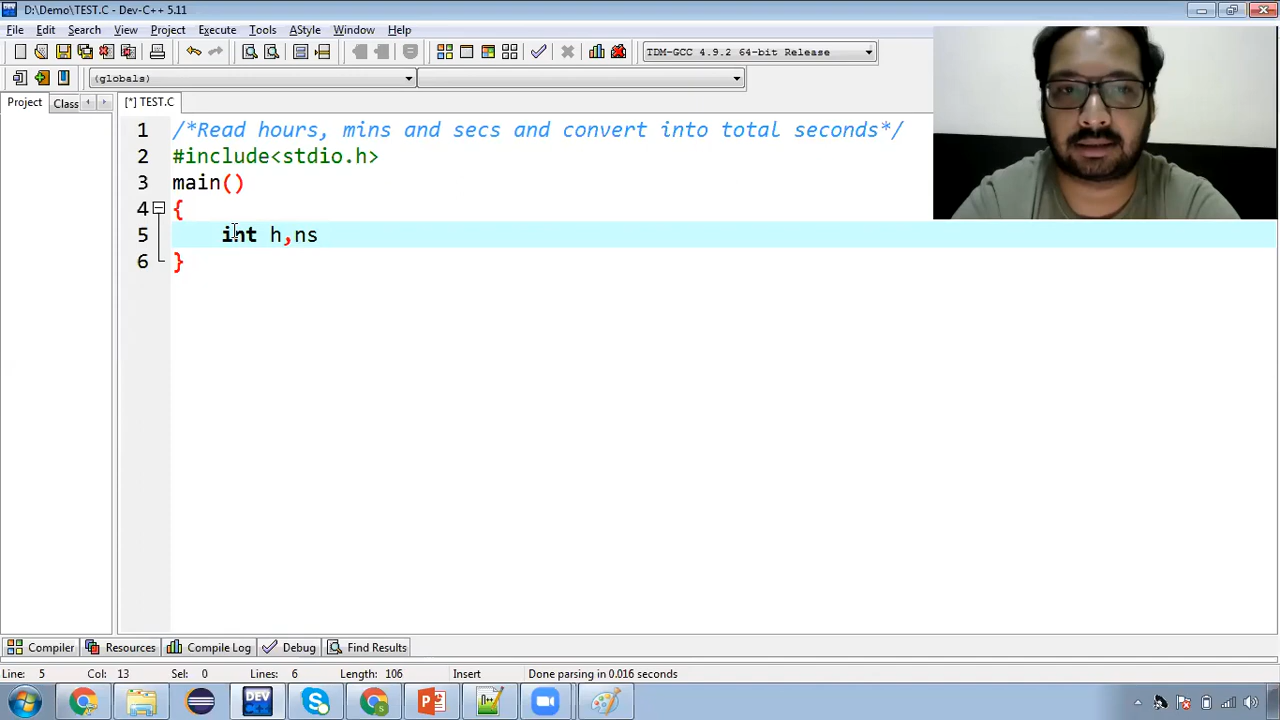 D:\Demo\TEST.C - Dev-C++ 5.11
File Edit Search View Project Execute Tools AStyle Window Help
TDM-GCC 4.9.2 64-bit Release
(globals)
Project Class [*] TEST.C
1 /*Read hours, mins and secs and convert into total seconds*/
2 #include<stdio.h>
3 main()
4 {
5 int h,ns
6 }
Compiler Resources Compile Log Debug Find Results
Line: 5 Col: 13 Sel: 0 Lines: 6 Length: 106 Insert Done parsing in 0.016 seconds
DEV C++